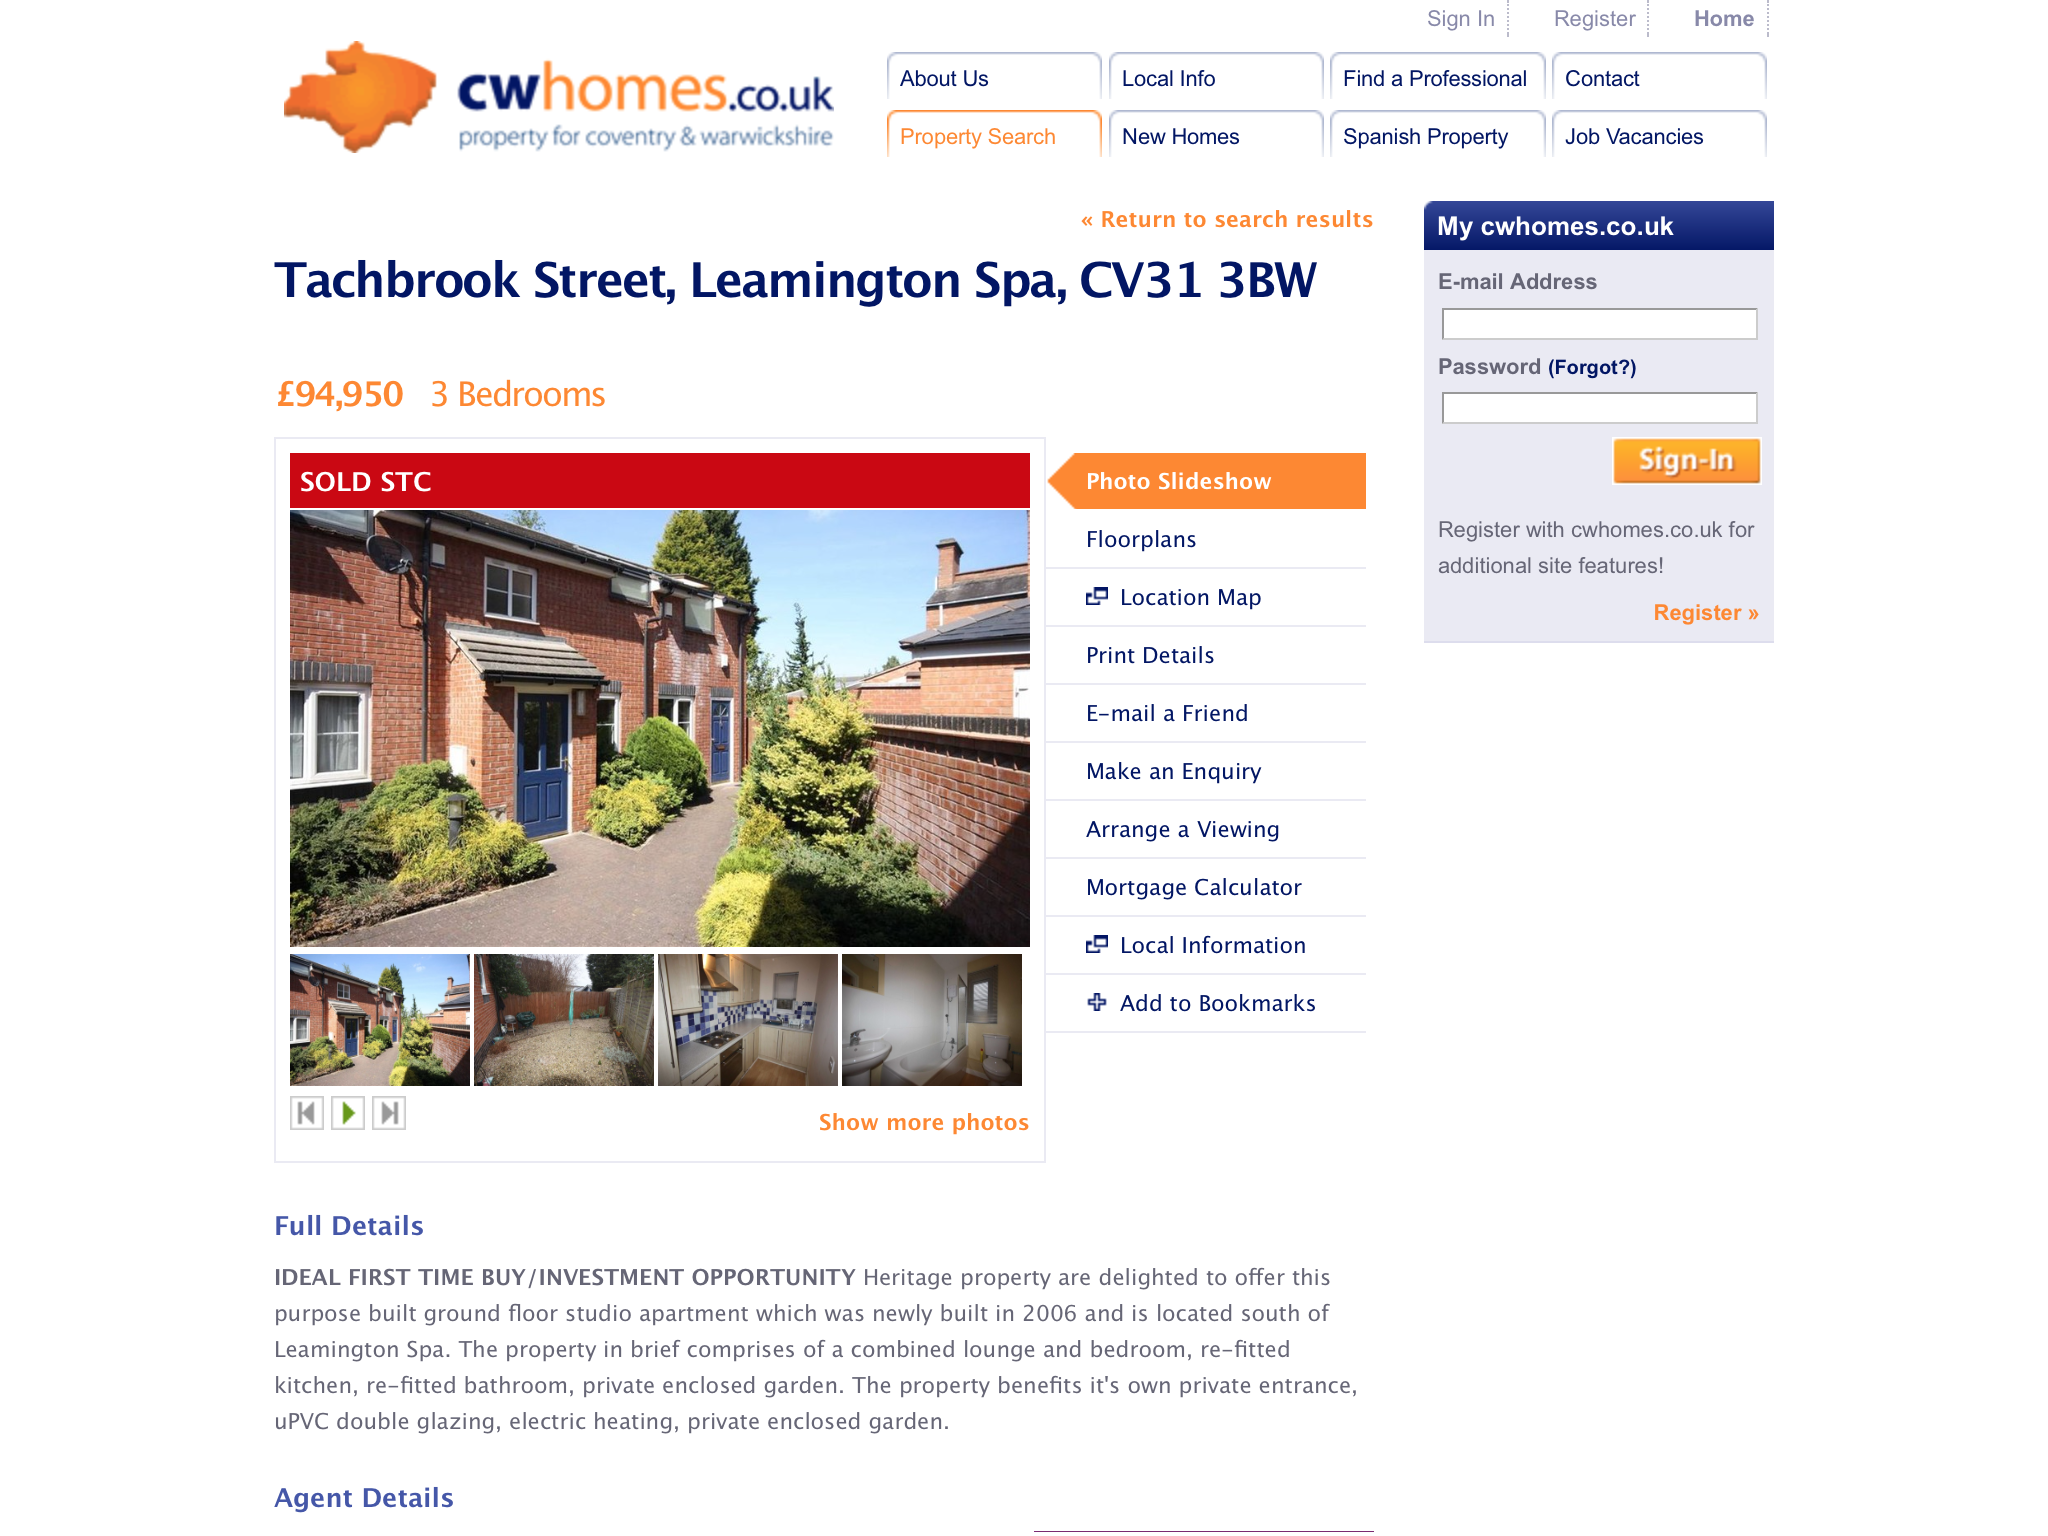 Sign In
Register
Home
cwhomes.co.uk
property for coventry & warwickshire
About Us
Local Info
Find a Professional
Contact
Property Search
New Homes
Spanish Property
Job Vacancies
« Return to search results
Tachbrook Street, Leamington Spa, CV31 3BW
£94,950 3 Bedrooms
SOLD STC
Photo Slideshow
Floorplans
Location Map
Print Details
E-mail a Friend
Make an Enquiry
Arrange a Viewing
Mortgage Calculator
Local Information
Add to Bookmarks
Show more photos
My cwhomes.co.uk
E-mail Address
Password (Forgot?)
Sign-In
Register with cwhomes.co.uk for
additional site features!
Register »
Full Details
IDEAL FIRST TIME BUY/INVESTMENT OPPORTUNITY Heritage property are delighted to offer this
purpose built ground floor studio apartment which was newly built in 2006 and is located south of
Leamington Spa. The property in brief comprises of a combined lounge and bedroom, re-fitted
kitchen, re-fitted bathroom, private enclosed garden. The property benefits it's own private entrance,
uPVC double glazing, electric heating, private enclosed garden.
Agent Details